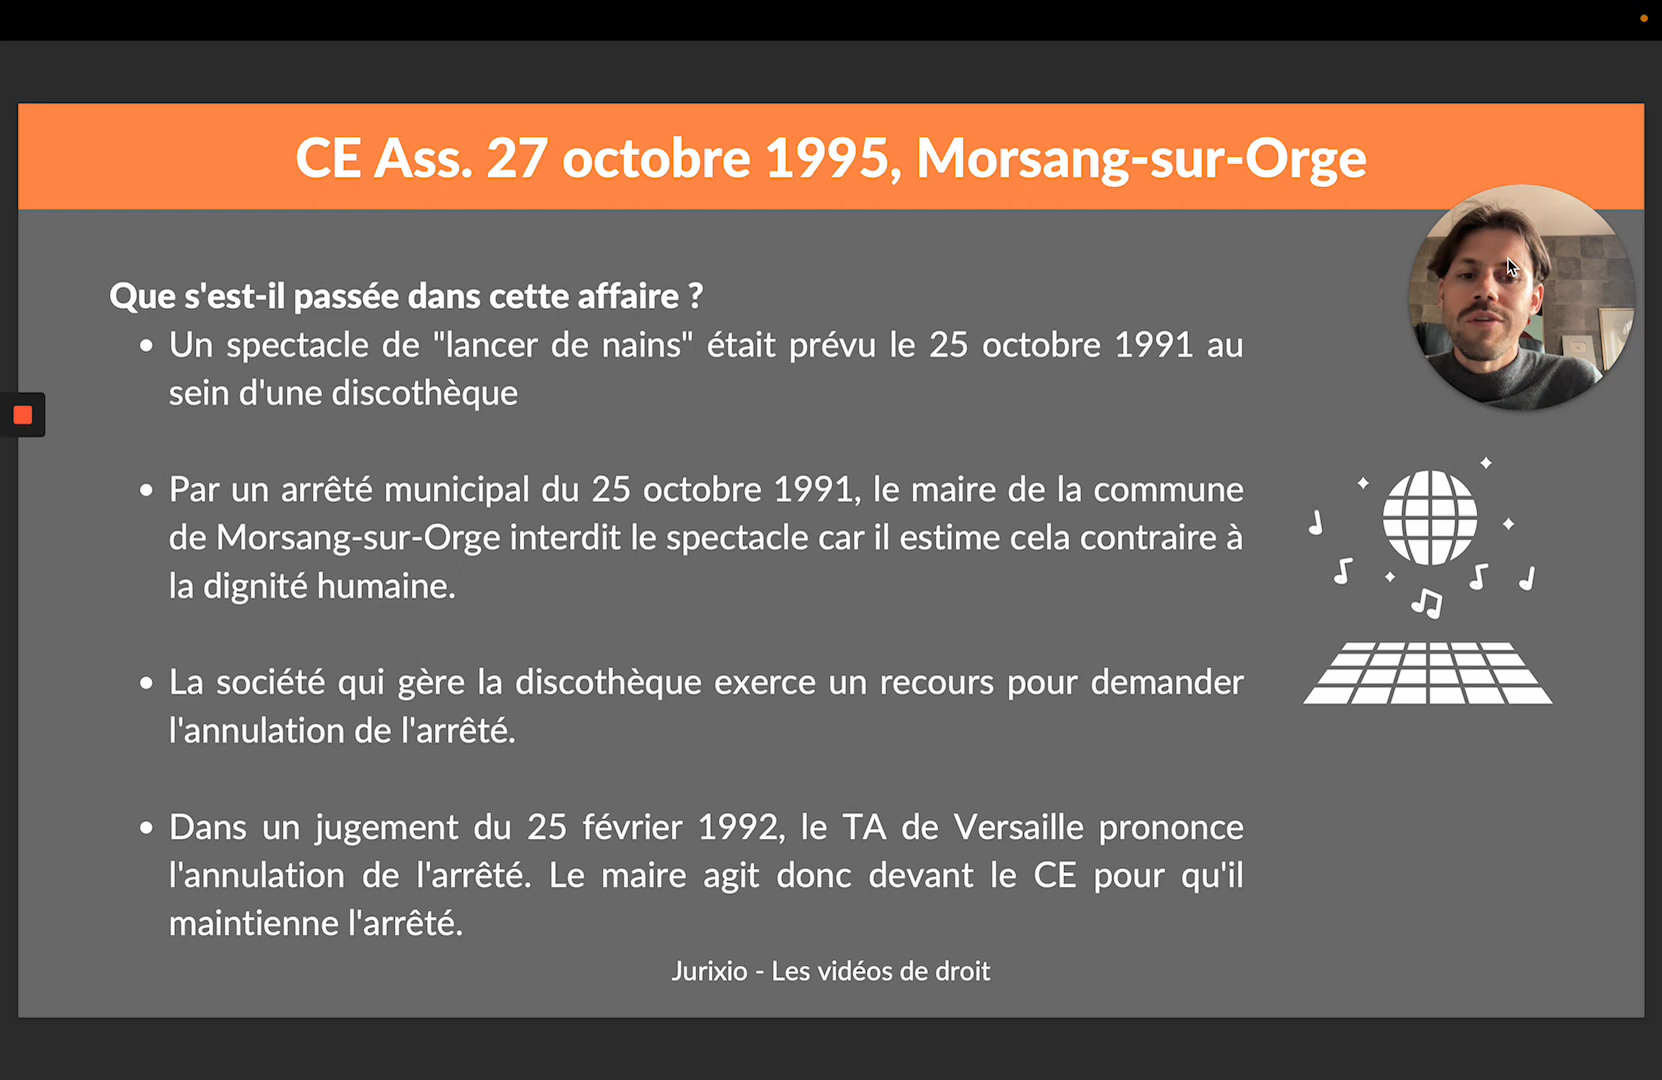 CE Ass. 27 octobre 1995, Morsang-sur-Orge
Que s'est-il passée dans cette affaire ?
• Un spectacle de "lancer de nains" était prévu le 25 octobre 1991 au
sein d'une discothèque
• Par un arrêté municipal du 25 octobre 1991, le maire de la commune
de Morsang-sur-Orge interdit le spectacle car il estime cela contraire à
la dignité humaine.
• La société qui gère la discothèque exerce un recours pour demander
l'annulation de l'arrêté.
• Dans un jugement du 25 février 1992, le TA de Versaille prononce
l'annulation de l'arrêté. Le maire agit donc devant le CE pour qu'il
maintienne l'arrêté.
Jurixio - Les vidéos de droit